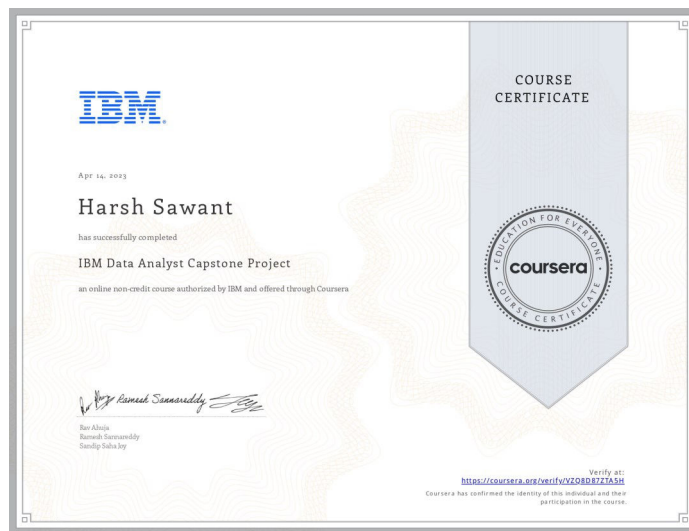 IBM
COURSE
CERTIFICATE
Apr 14, 2023
Harsh Sawant
has successfully completed
IBM Data Analyst Capstone Project
an online non-credit course authorized by IBM and offered through Coursera
EDUCATION FOR EVERYONE
coursera
COURSE CERTIFICATE
Ramesh Sannareddy
Rav Ahuja
Ramesh Sannareddy
Sandip Saha Joy
Verify at:
https://coursera.org/verify/VZQ8D87ZTA5H
Coursera has confirmed the identity of this individual and their
participation in the course.